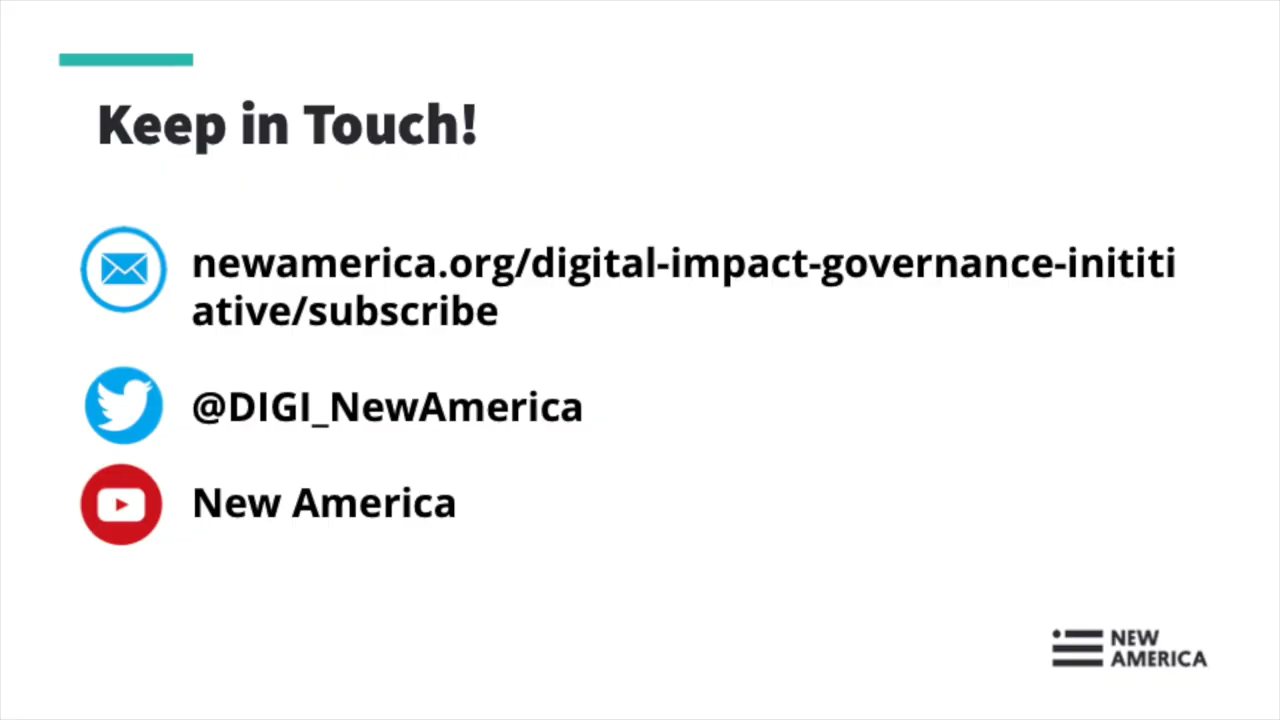 Keep in Touch!
newamerica.org/digital-impact-governance-inititi
ative/subscribe
@DIGI_NewAmerica
New America
NEW
AMERICA